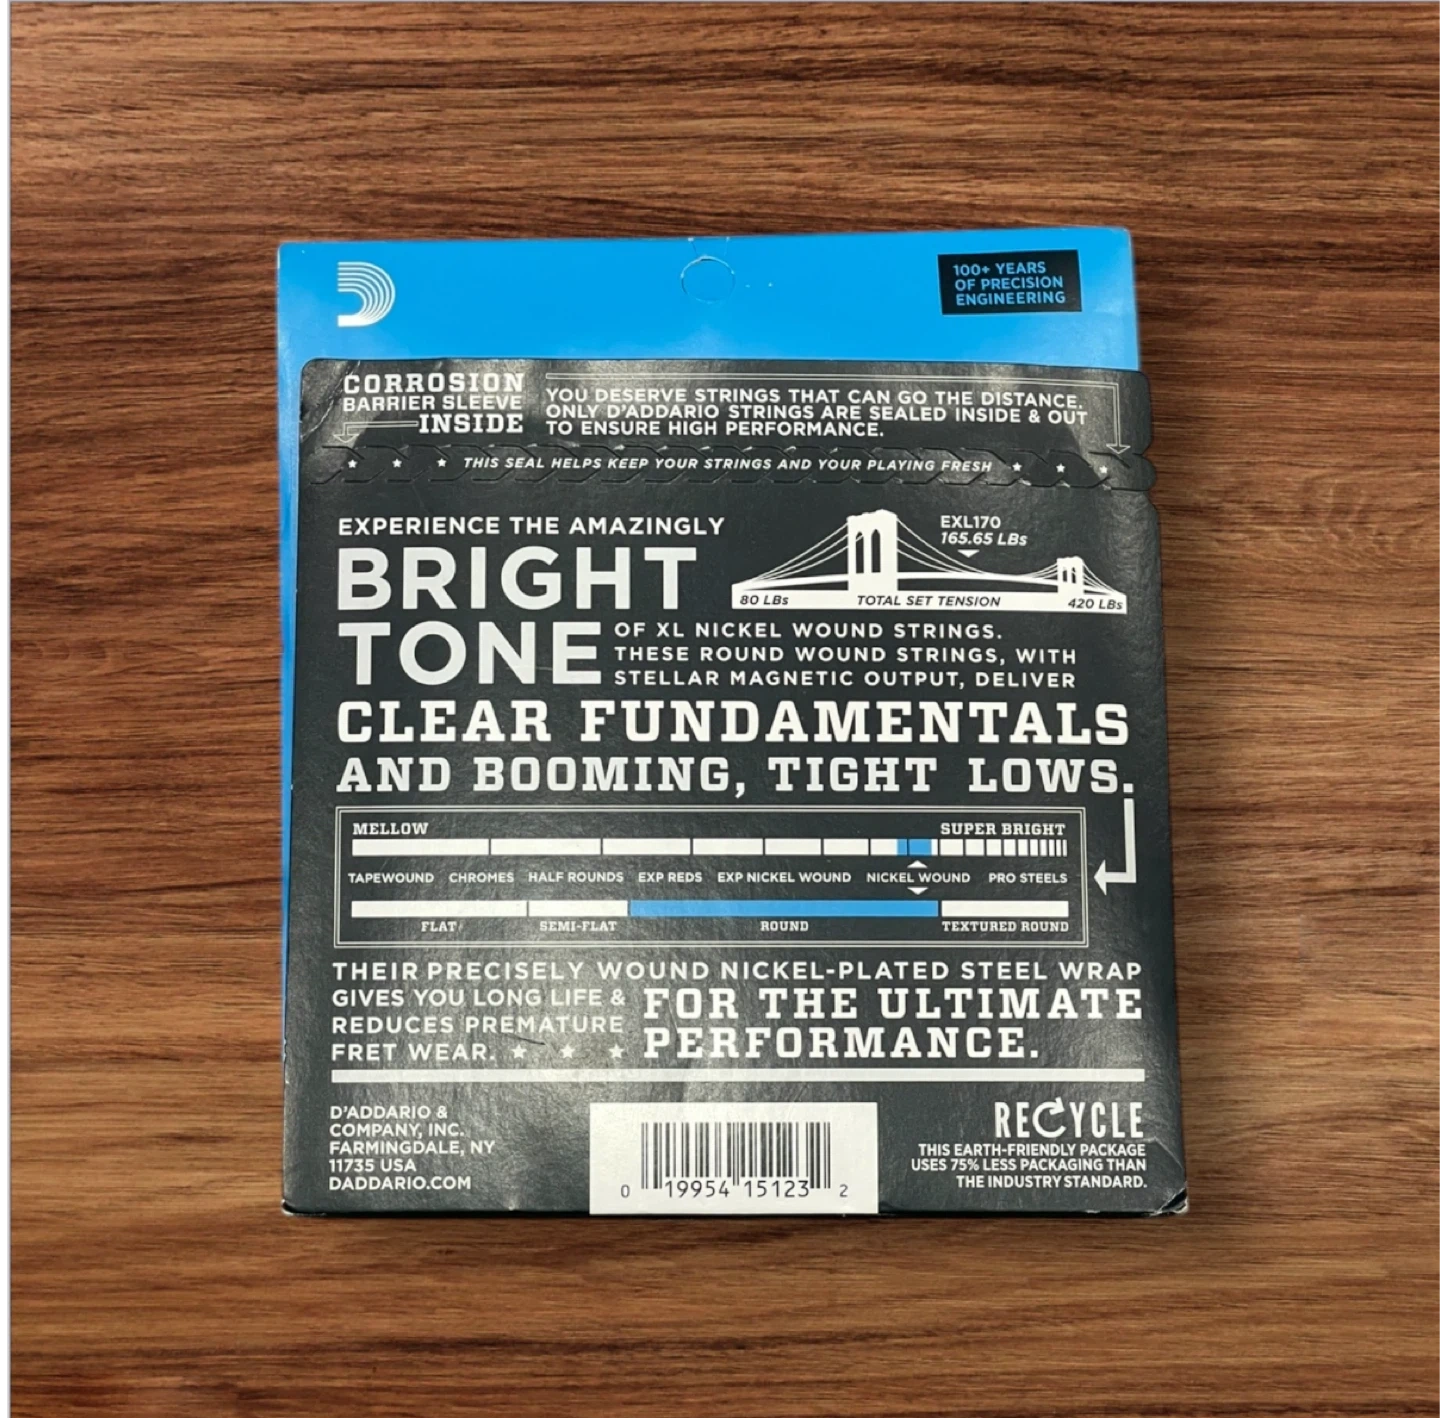 100+ YEARS
OF PRECISION
ENGINEERING
CORROSION
BARRIER SLEEVE
INSIDE
YOU DESERVE STRINGS THAT CAN GO THE DISTANCE.
ONLY D'ADDARIO STRINGS ARE SEALED INSIDE & OUT
TO ENSURE HIGH PERFORMANCE.
THIS SEAL HELPS KEEP YOUR STRINGS AND YOUR PLAYING FRESH
EXPERIENCE THE AMAZINGLY
BRIGHT
TONE
EXL170
165.65 LBs
80 LBs TOTAL SET TENSION 420 LBs
OF XL NICKEL WOUND STRINGS.
THESE ROUND WOUND STRINGS, WITH
STELLAR MAGNETIC OUTPUT, DELIVER
CLEAR FUNDAMENTALS
AND BOOMING, TIGHT LOWS.
MELLOW SUPER BRIGHT
TAPEWOUND CHROMES HALF ROUNDS EXP REDS EXP NICKEL WOUND NICKEL WOUND PRO STEELS
FLAT SEMI-FLAT ROUND TEXTURED ROUND
THEIR PRECISELY WOUND NICKEL-PLATED STEEL WRAP
GIVES YOU LONG LIFE &
REDUCES PREMATURE
FRET WEAR.
FOR THE ULTIMATE
PERFORMANCE.
D'ADDARIO &
COMPANY, INC.
FARMINGDALE, NY
11735 USA
DADDARIO.COM
0 19954 15123 2
RECYCLE
THIS EARTH-FRIENDLY PACKAGE
USES 75% LESS PACKAGING THAN
THE INDUSTRY STANDARD.